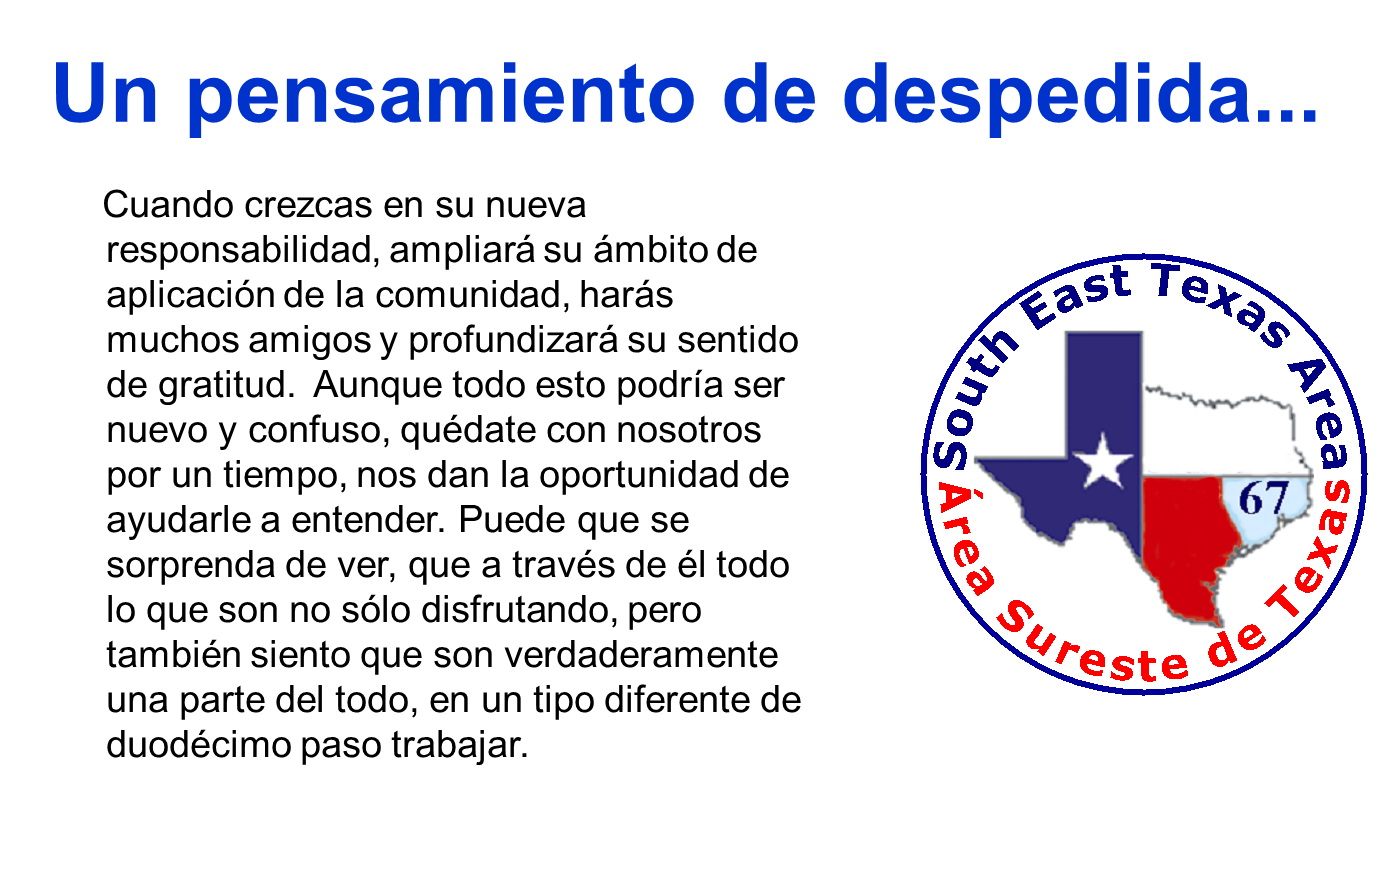 Un pensamiento de despedida...
Cuando crezcas en su nueva
responsabilidad, ampliará su ámbito de
aplicación de la comunidad, harás
muchos amigos y profundizará su sentido
de gratitud.  Aunque todo esto podría ser
nuevo y confuso, quédate con nosotros
por un tiempo, nos dan la oportunidad de
ayudarle a entender. Puede que se
sorprenda de ver, que a través de él todo
lo que son no sólo disfrutando, pero
también siento que son verdaderamente
una parte del todo, en un tipo diferente de
duodécimo paso trabajar.
South East Texas Area
67
Área Sureste de Texas